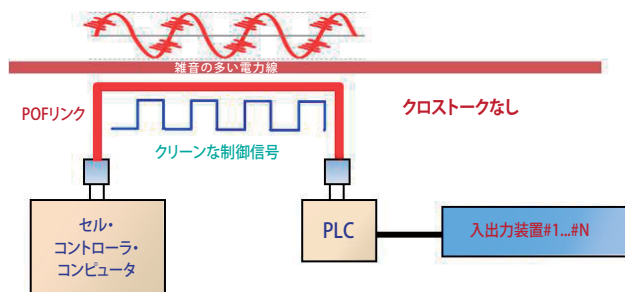 雑音の多い電力線
POFリンク
クロストークなし
クリーンな制御信号
セル・
コントローラ・
コンピュータ
PLC
入出力装置#1...#N